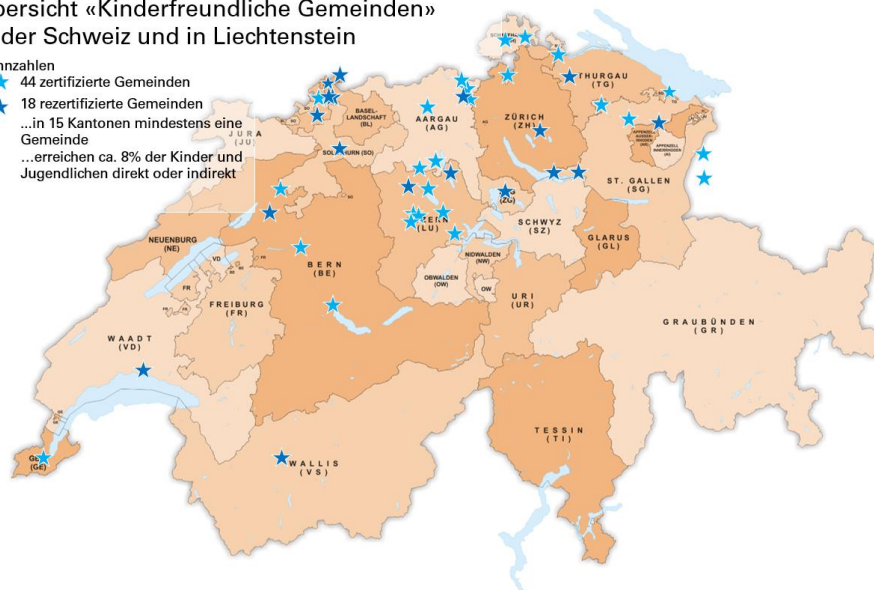 bersicht «Kinderfreundliche Gemeinden»
der Schweiz und in Liechtenstein
nnzahlen
44 zertifizierte Gemeinden
18 rezertifizierte Gemeinden
...in 15 Kantonen mindestens eine
Gemeinde
...erreichen ca. 8% der Kinder und
Jugendlichen direkt oder indirekt
THURGAU
(TG)
BASEL-
LANDSCHAFT
(BL)
AARGAU
(AG)
ZÜRICH
(ZH)
JURA
(JU)
(SO)
APPENZELL
INNERRHODEN
(AI)
ST. GALLEN
(SG)
(ZG)
SCHWYZ
(SZ)
(LU)
NEUENBURG
(NE)
GLARUS
(GL)
VD
BERN
(BE)
NIDWALDEN
(NW)
OBWALDEN
(OW)
OW
FR
FREIBURG
(FR)
URI
(UR)
GRAUBÜNDEN
(GR)
WAADT
(VD)
TESSIN
(TI)
(GE)
WALLIS
(VS)